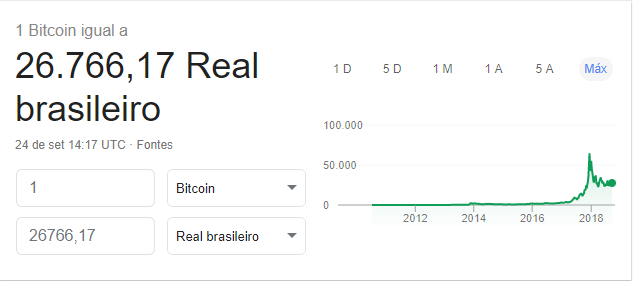 1 Bitcoin igual a
26.766,17 Real
brasileiro
24 de set 14:17 UTC · Fontes
1 Bitcoin
26766,17 Real brasileiro
1 D 5 D 1 M 1 A 5 A Máx
100.000
50.000
0
2012 2014 2016 2018